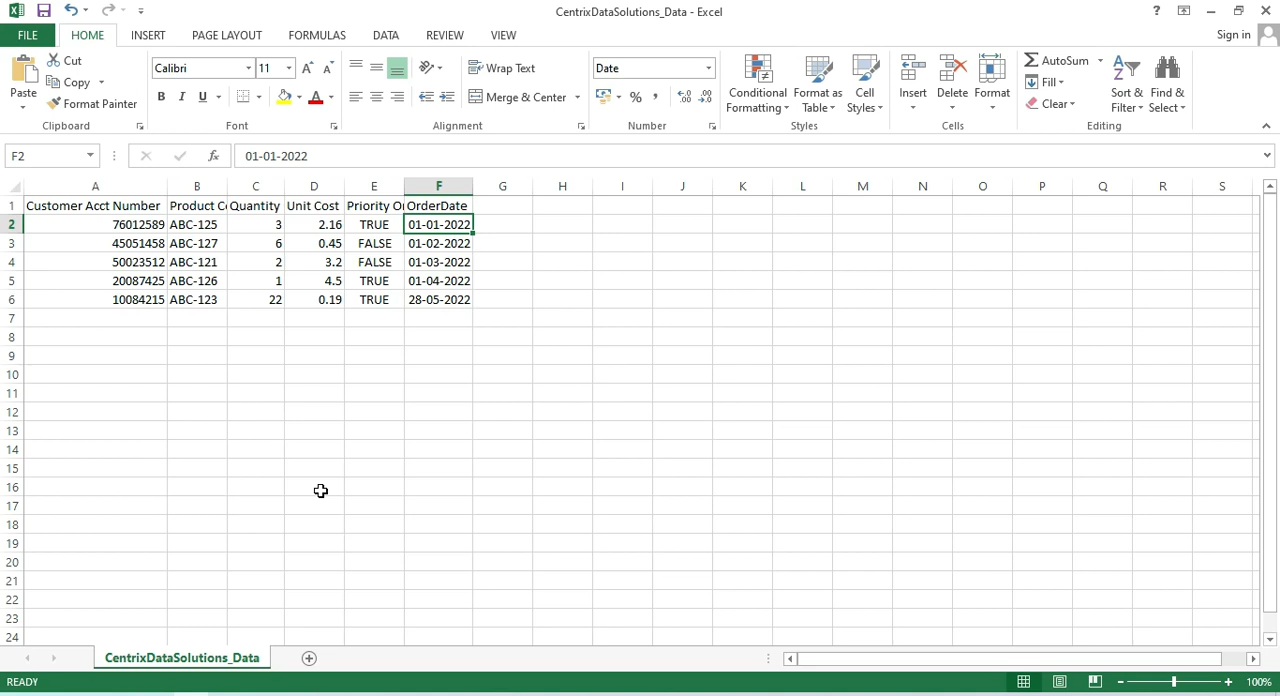 CentrixDataSolutions_Data - Excel
?
Sign in
FILE HOME INSERT PAGE LAYOUT FORMULAS DATA REVIEW VIEW
Paste
Cut
Copy
Format Painter
Clipboard
Calibri 11
B I U
Font
Wrap Text
Merge & Center
Alignment
Date
%
Number
Conditional Formatting
Format as Table
Cell Styles
Styles
Insert Delete Format
Cells
AutoSum
Fill
Clear
Sort & Filter
Find & Select
Editing
F2 fx 01-01-2022
A B C D E F G H I J K L M N O P Q R S
1 Customer Acct Number Product Co Quantity Unit Cost Priority Or OrderDate
2 76012589 ABC-125 3 2.16 TRUE 01-01-2022
3 45051458 ABC-127 6 0.45 FALSE 01-02-2022
4 50023512 ABC-121 2 3.2 FALSE 01-03-2022
5 20087425 ABC-126 1 4.5 TRUE 01-04-2022
6 10084215 ABC-123 22 0.19 TRUE 28-05-2022
7
8
9
10
11
12
13
14
15
16
17
18
19
20
21
22
23
24
CentrixDataSolutions_Data
READY 100%